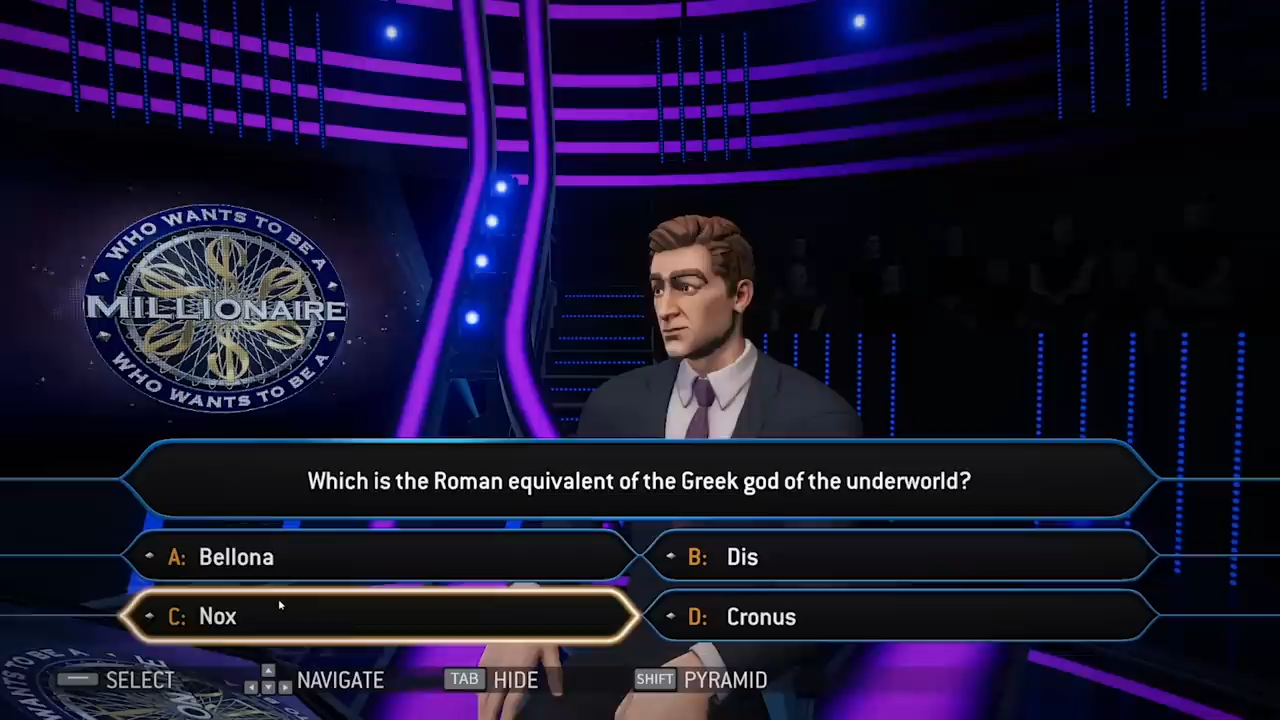 WHO WANTS TO BE A
MILLIONAIRE
WHO WANTS TO BE A
Which is the Roman equivalent of the Greek god of the underworld?
A: Bellona
B: Dis
C: Nox
D: Cronus
SELECT
NAVIGATE
TAB HIDE
SHIFT PYRAMID